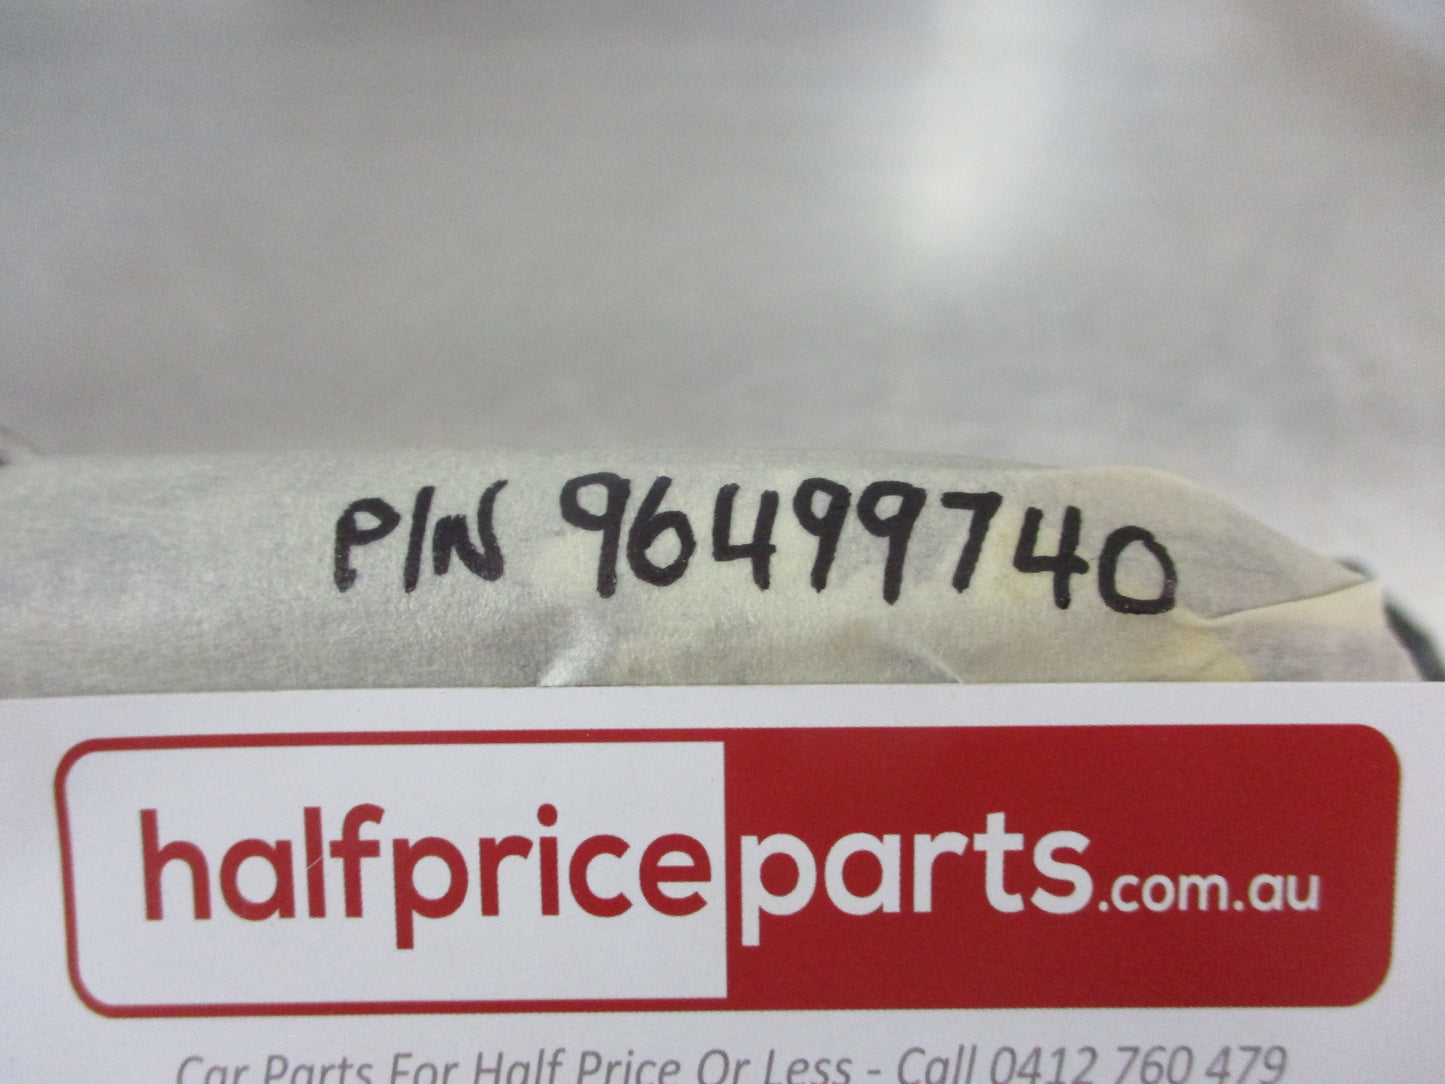 P/N 96499740
halfpriceparts.com.au
Car Parts For Half Price Or Less - Call 0412 760 479